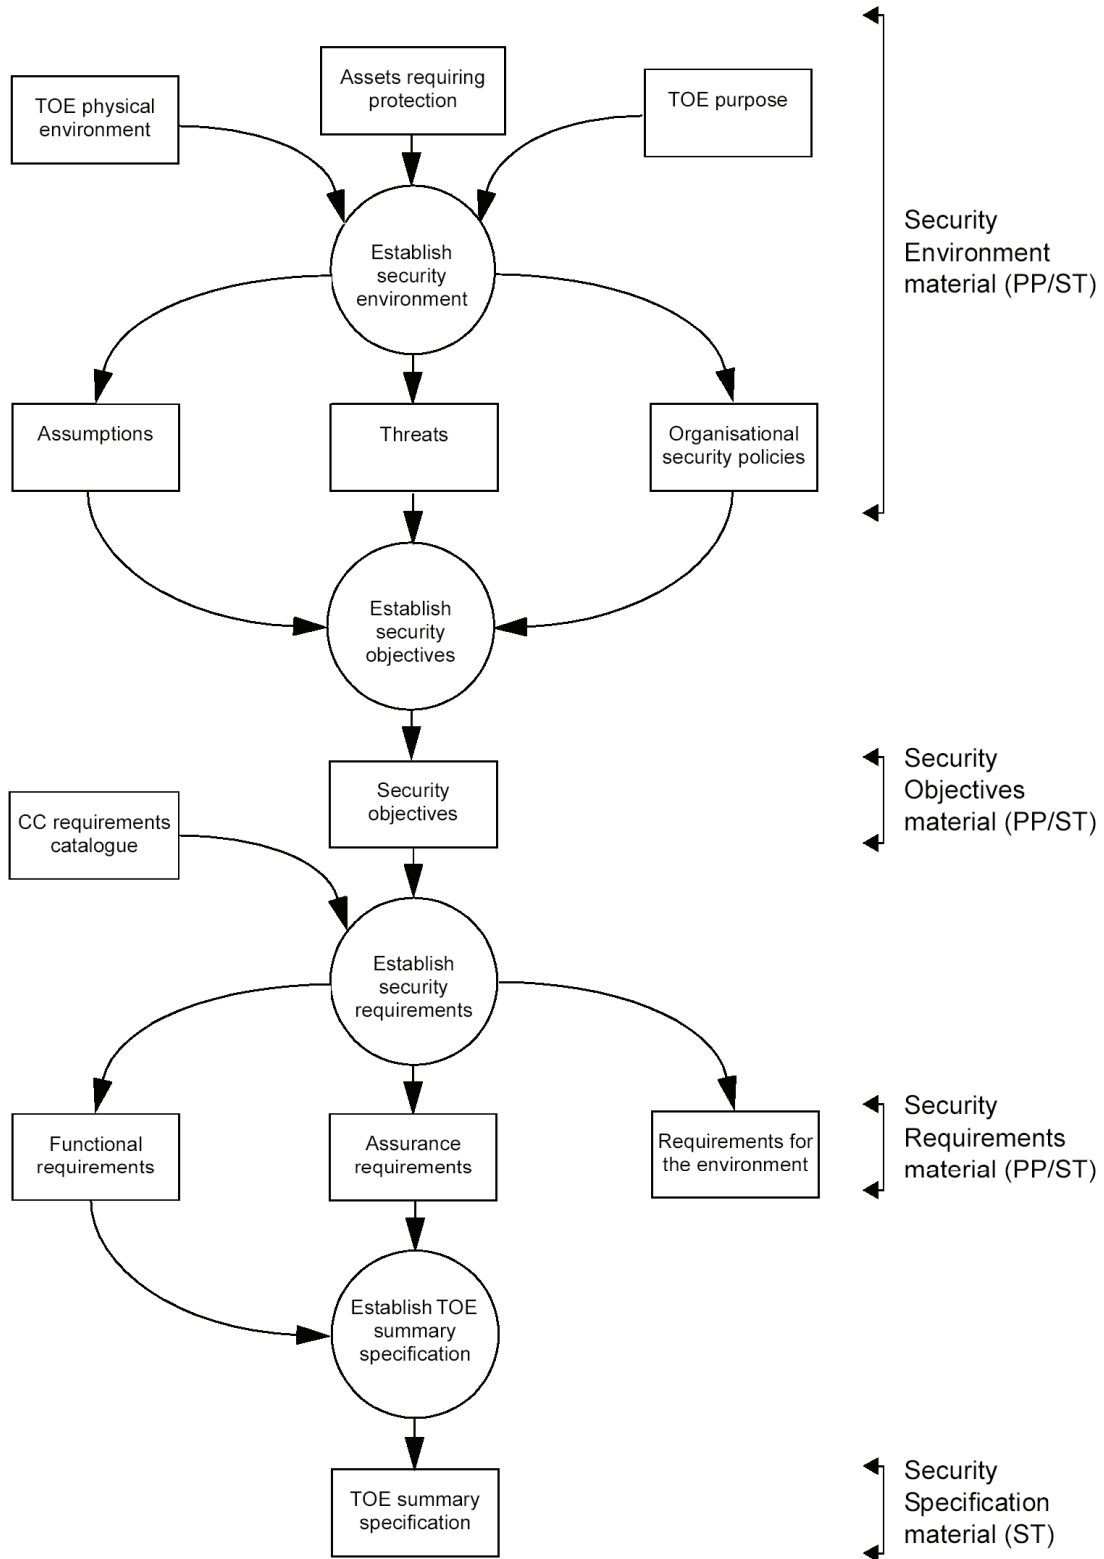 Assets requiring
protection
TOE physical
environment
TOE purpose
Establish
security
environment
Security
Environment
material (PP/ST)
Assumptions
Threats
Organisational
security policies
Establish
security
objectives
Security
objectives
Security
Objectives
material (PP/ST)
CC requirements
catalogue
Establish
security
requirements
Functional
requirements
Assurance
requirements
Requirements for
the environment
Security
Requirements
material (PP/ST)
Establish TOE
summary
specification
TOE summary
specification
Security
Specification
material (ST)